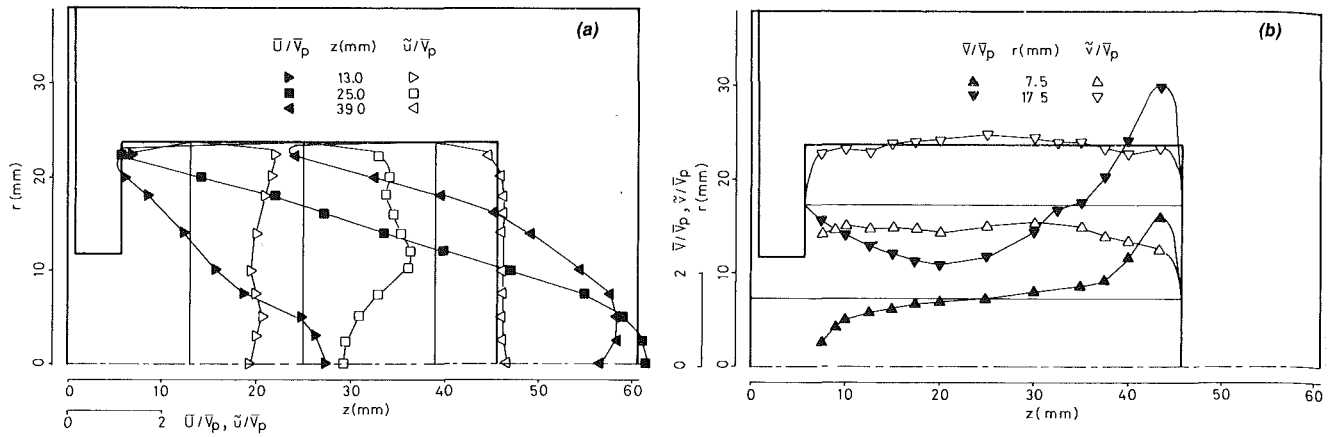 (a)
U̅/V̅p z(mm) ũ/V̅p
13.0
25.0
39.0
30
20
10
0
r(mm)
0 10 20 30 40 50 60
z(mm)
0 2
U̅/V̅p, ũ/V̅p
(b)
V̅/V̅p r(mm) ṽ/V̅p
7.5
17.5
30
20
10
0
r(mm)
2
0
V̅/V̅p, ṽ/V̅p
0 10 20 30 40 50 60
z(mm)